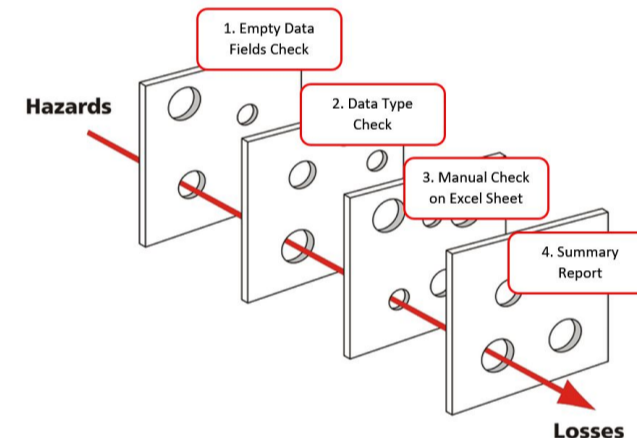 1. Empty Data
Fields Check
Hazards
2. Data Type
Check
3. Manual Check
on Excel Sheet
4. Summary
Report
Losses